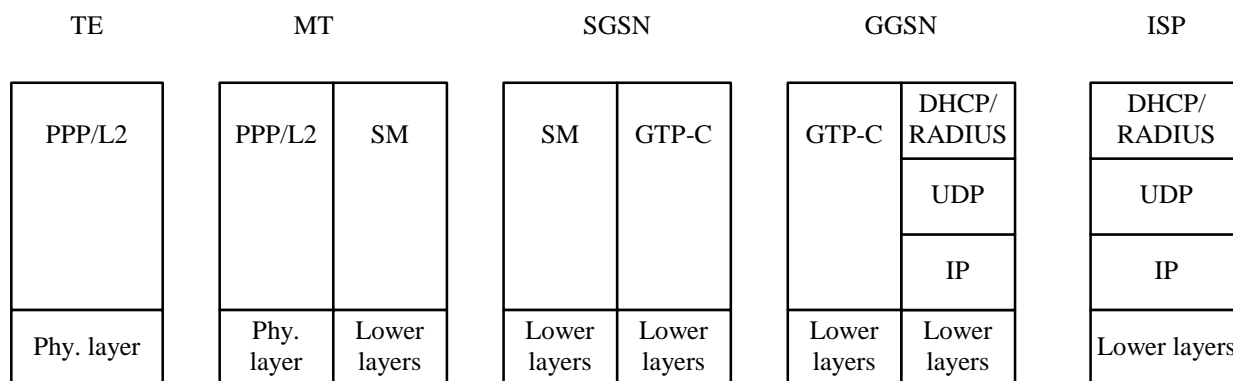 TE MT SGSN GGSN ISP
PPP/L2 PPP/L2 SM SM GTP-C GTP-C DHCP/ DHCP/
RADIUS RADIUS
UDP UDP
IP IP
Phy. layer Phy. Lower Lower Lower Lower Lower Lower layers
layer layers layers layers layers layers